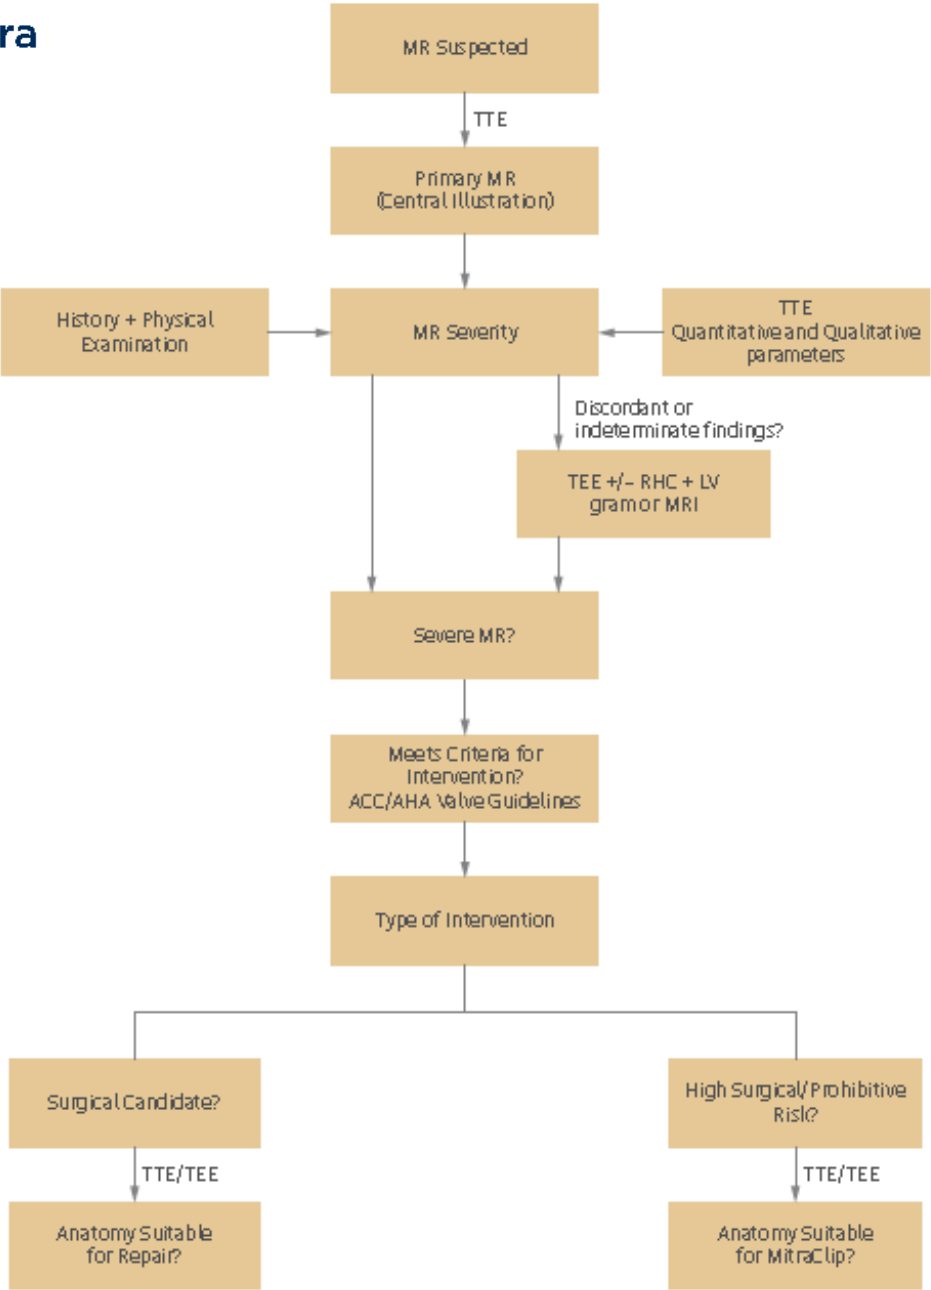 ra
MR Suspected
TTE
Primary MR
(Central Illustration)
History + Physical
Examination
MR Severity
TTE
Quantitative and Qualitative
parameters
Discordant or
indeterminate findings?
TEE +/– RHC + LV
gram or MRI
Severe MR?
Meets Criteria for
Intervention?
ACC/AHA Valve Guidelines
Type of Intervention
Surgical Candidate?
High Surgical/Prohibitive
Risk?
TTE/TEE
TTE/TEE
Anatomy Suitable
for Repair?
Anatomy Suitable
for MitraClip?